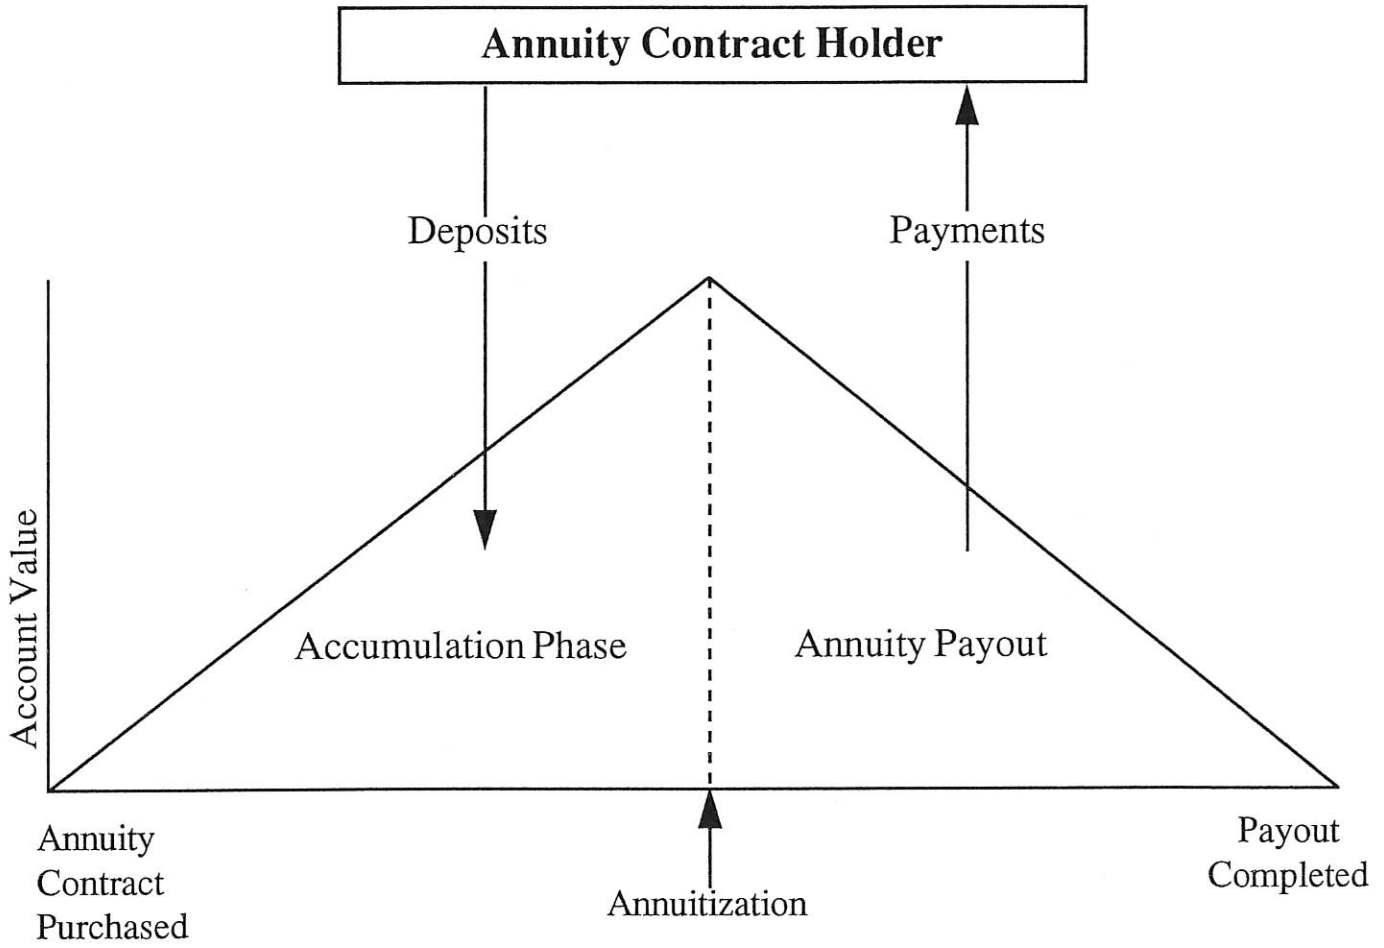 Annuity Contract Holder
Deposits
Payments
Account Value
Accumulation Phase
Annuity Payout
Annuity
Contract
Purchased
Annuitization
Payout
Completed